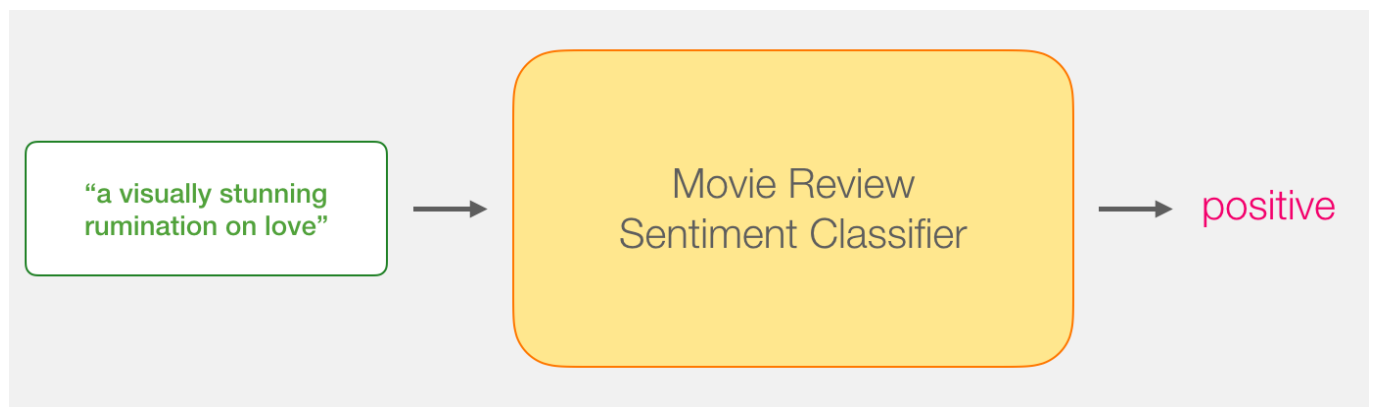 “a visually stunning
rumination on love”
Movie Review
Sentiment Classifier
positive